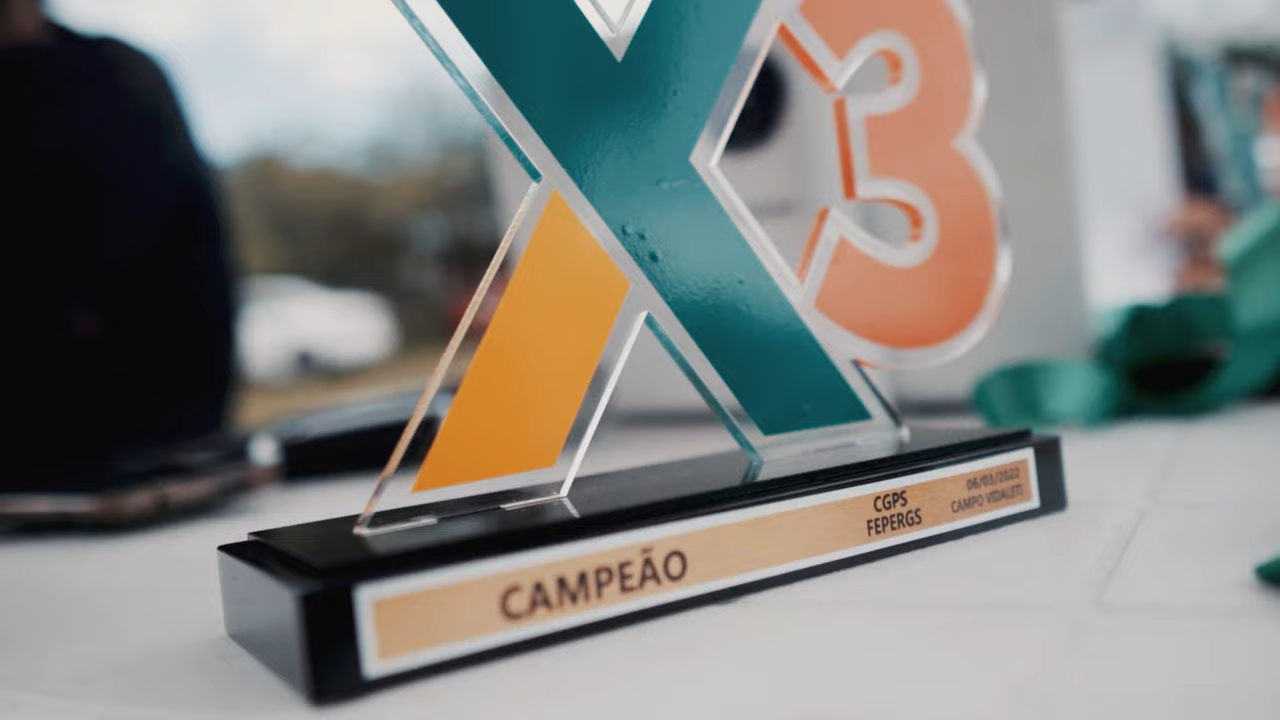 X3
CAMPEÃO
CGPS
FEPERGS
06/03/2022
CAMPO VIDALETI